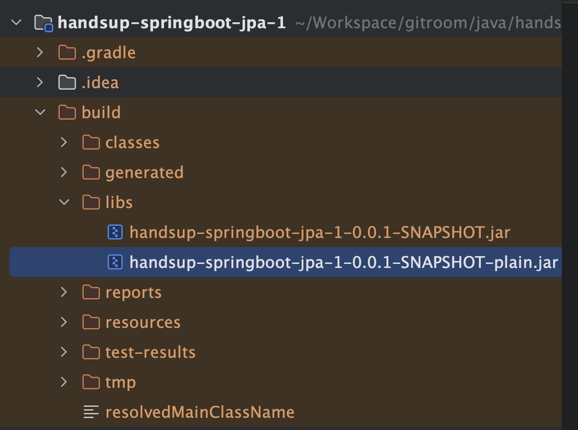 handsup-springboot-jpa-1 ~/Workspace/gitroom/java/hands
.gradle
.idea
build
classes
generated
libs
handsup-springboot-jpa-1-0.0.1-SNAPSHOT.jar
handsup-springboot-jpa-1-0.0.1-SNAPSHOT-plain.jar
reports
resources
test-results
tmp
resolvedMainClassName